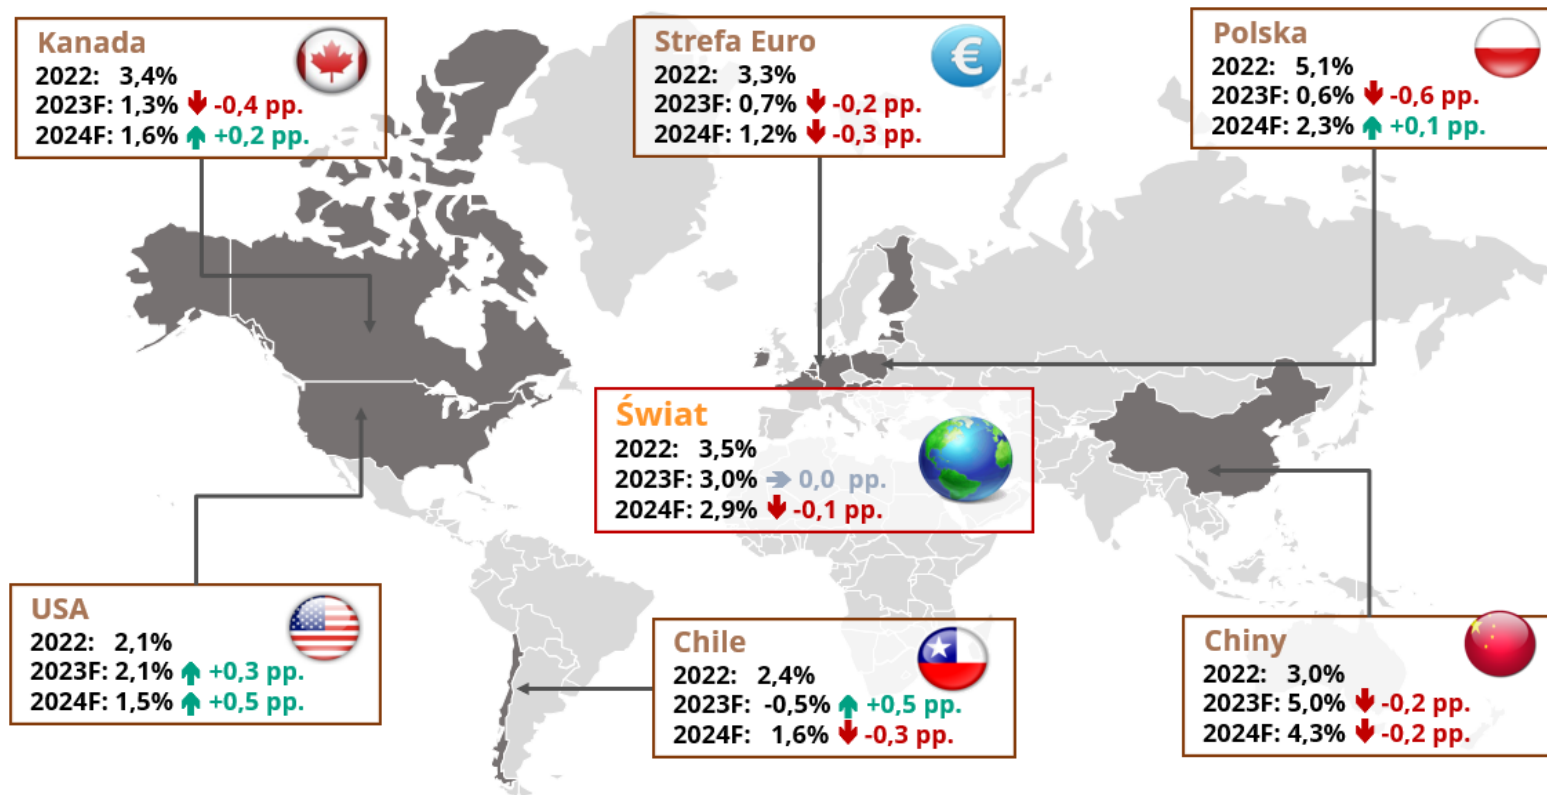 Kanada
2022: 3,4%
2023F: 1,3% -0,4 pp.
2024F: 1,6% +0,2 pp.
Strefa Euro
€
2022: 3,3%
2023F: 0,7% -0,2 pp.
2024F: 1,2% -0,3 pp.
Polska
2022: 5,1%
2023F: 0,6% -0,6 pp.
2024F: 2,3% +0,1 pp.
Świat
2022: 3,5%
2023F: 3,0% 0,0 pp.
2024F: 2,9% -0,1 pp.
USA
2022: 2,1%
2023F: 2,1% +0,3 pp.
2024F: 1,5% +0,5 pp.
Chile
2022: 2,4%
2023F: -0,5% +0,5 pp.
2024F: 1,6% -0,3 pp.
Chiny
2022: 3,0%
2023F: 5,0% -0,2 pp.
2024F: 4,3% -0,2 pp.